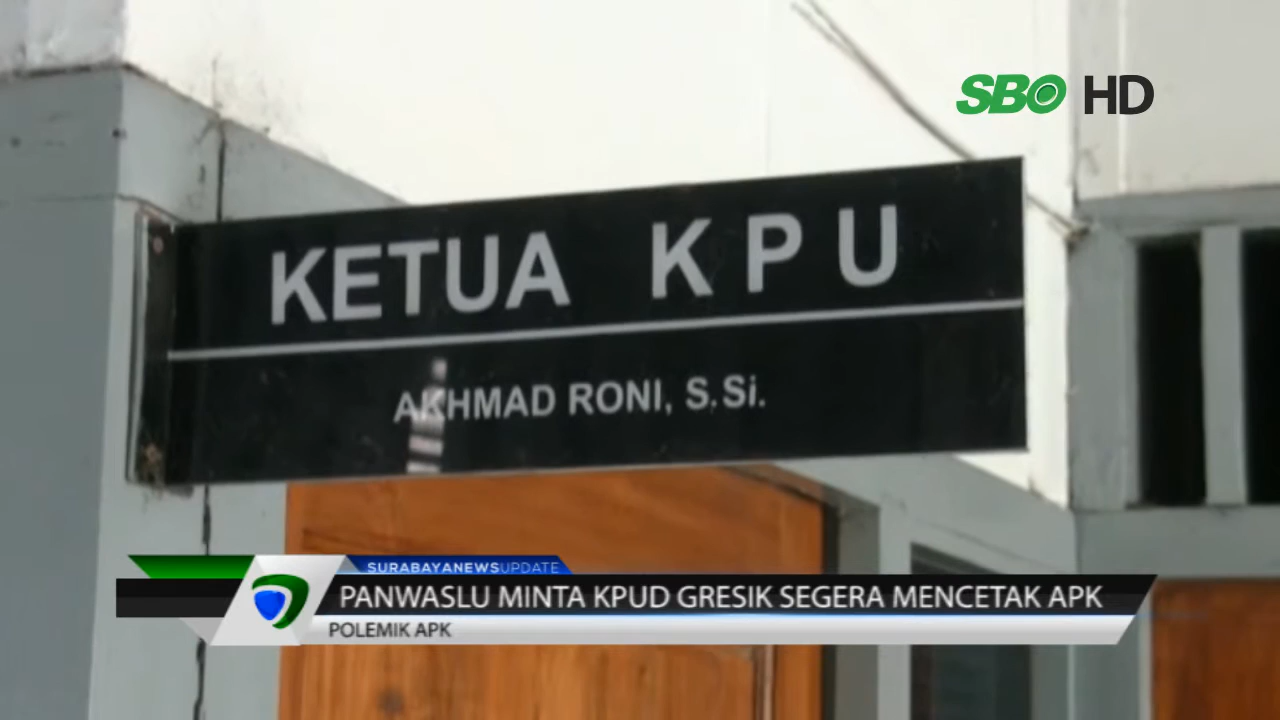 SBO HD
KETUA KPU
AKHMAD RONI, S.Si.
SURABAYANEWSUPDATE
PANWASLU MINTA KPUD GRESIK SEGERA MENCETAK APK
POLEMIK APK